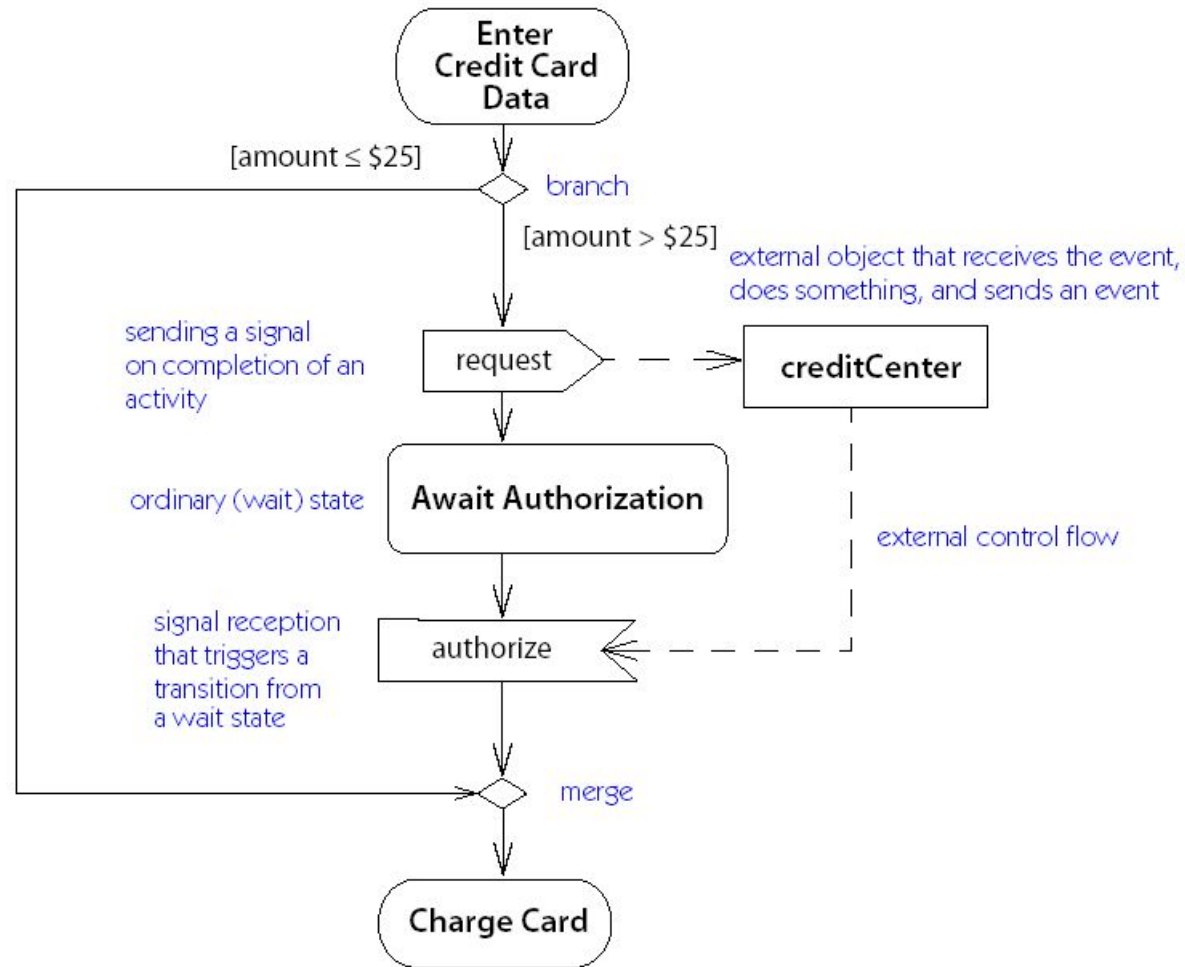 Enter
Credit Card
Data
[amount ≤ $25]
branch
[amount > $25]
external object that receives the event,
does something, and sends an event
sending a signal
on completion of an
activity
request
creditCenter
ordinary (wait) state
Await Authorization
external control flow
signal reception
that triggers a
transition from
a wait state
authorize
merge
Charge Card